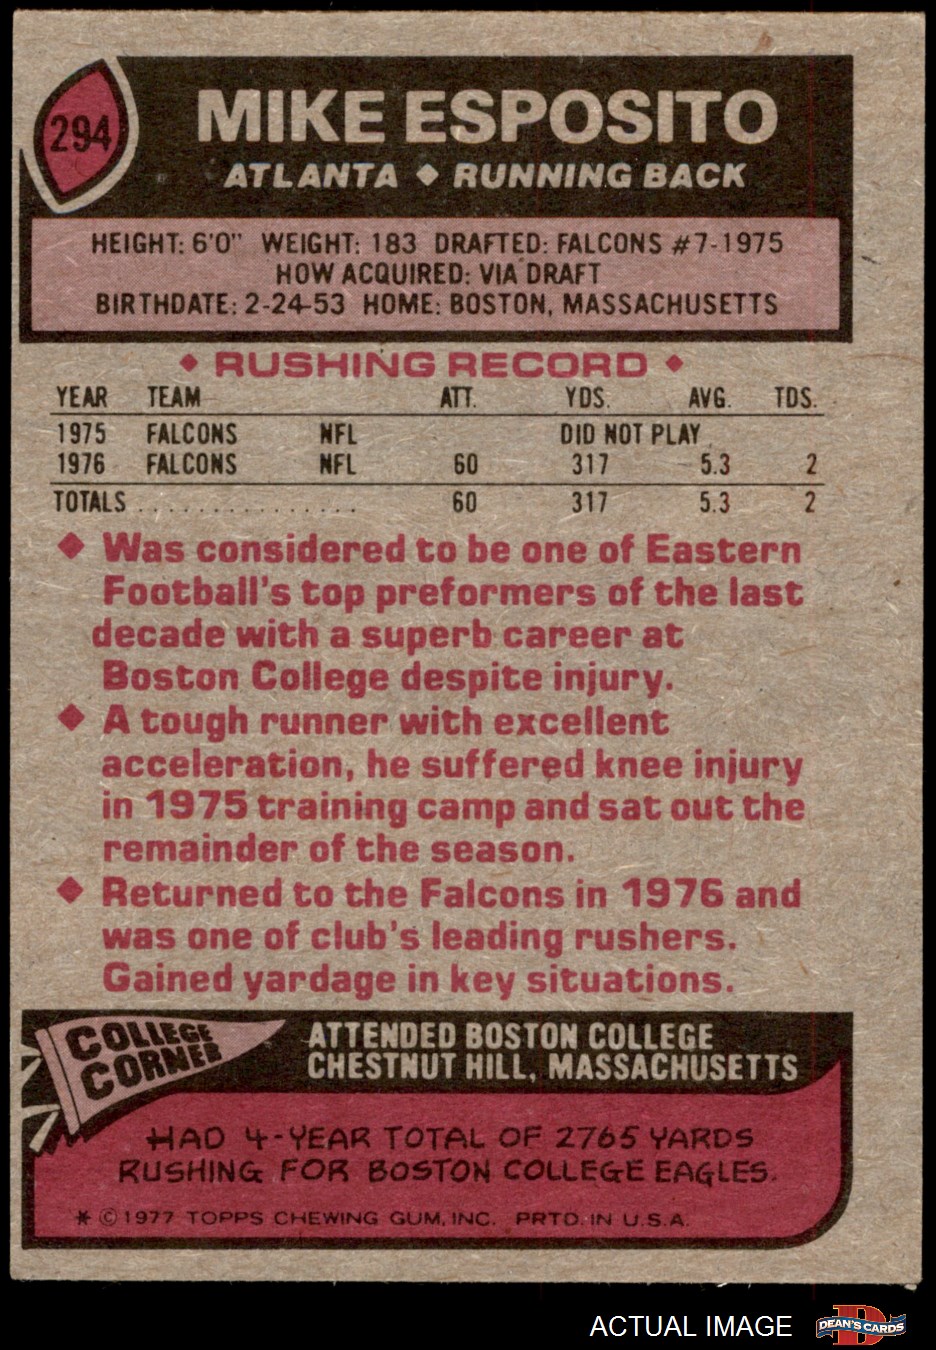 294
MIKE ESPOSITO
ATLANTA ◆ RUNNING BACK
HEIGHT: 6'0" WEIGHT: 183 DRAFTED: FALCONS #7-1975
HOW ACQUIRED: VIA DRAFT
BIRTHDATE: 2-24-53 HOME: BOSTON, MASSACHUSETTS
◆ RUSHING RECORD ◆
YEAR TEAM ATT. YDS. AVG. TDS.
1975 FALCONS NFL DID NOT PLAY
1976 FALCONS NFL 60 317 5.3 2
TOTALS . . . . . . . . . . . . . . . 60 317 5.3 2
◆ Was considered to be one of Eastern
Football's top preformers of the last
decade with a superb career at
Boston College despite injury.
◆ A tough runner with excellent
acceleration, he suffered knee injury
in 1975 training camp and sat out the
remainder of the season.
◆ Returned to the Falcons in 1976 and
was one of club's leading rushers.
Gained yardage in key situations.
COLLEGE
CORNER
ATTENDED BOSTON COLLEGE
CHESTNUT HILL, MASSACHUSETTS
HAD 4-YEAR TOTAL OF 2765 YARDS
RUSHING FOR BOSTON COLLEGE EAGLES.
* © 1977 TOPPS CHEWING GUM, INC. PRTD. IN U.S.A.
ACTUAL IMAGE
D
DEAN'S CARDS